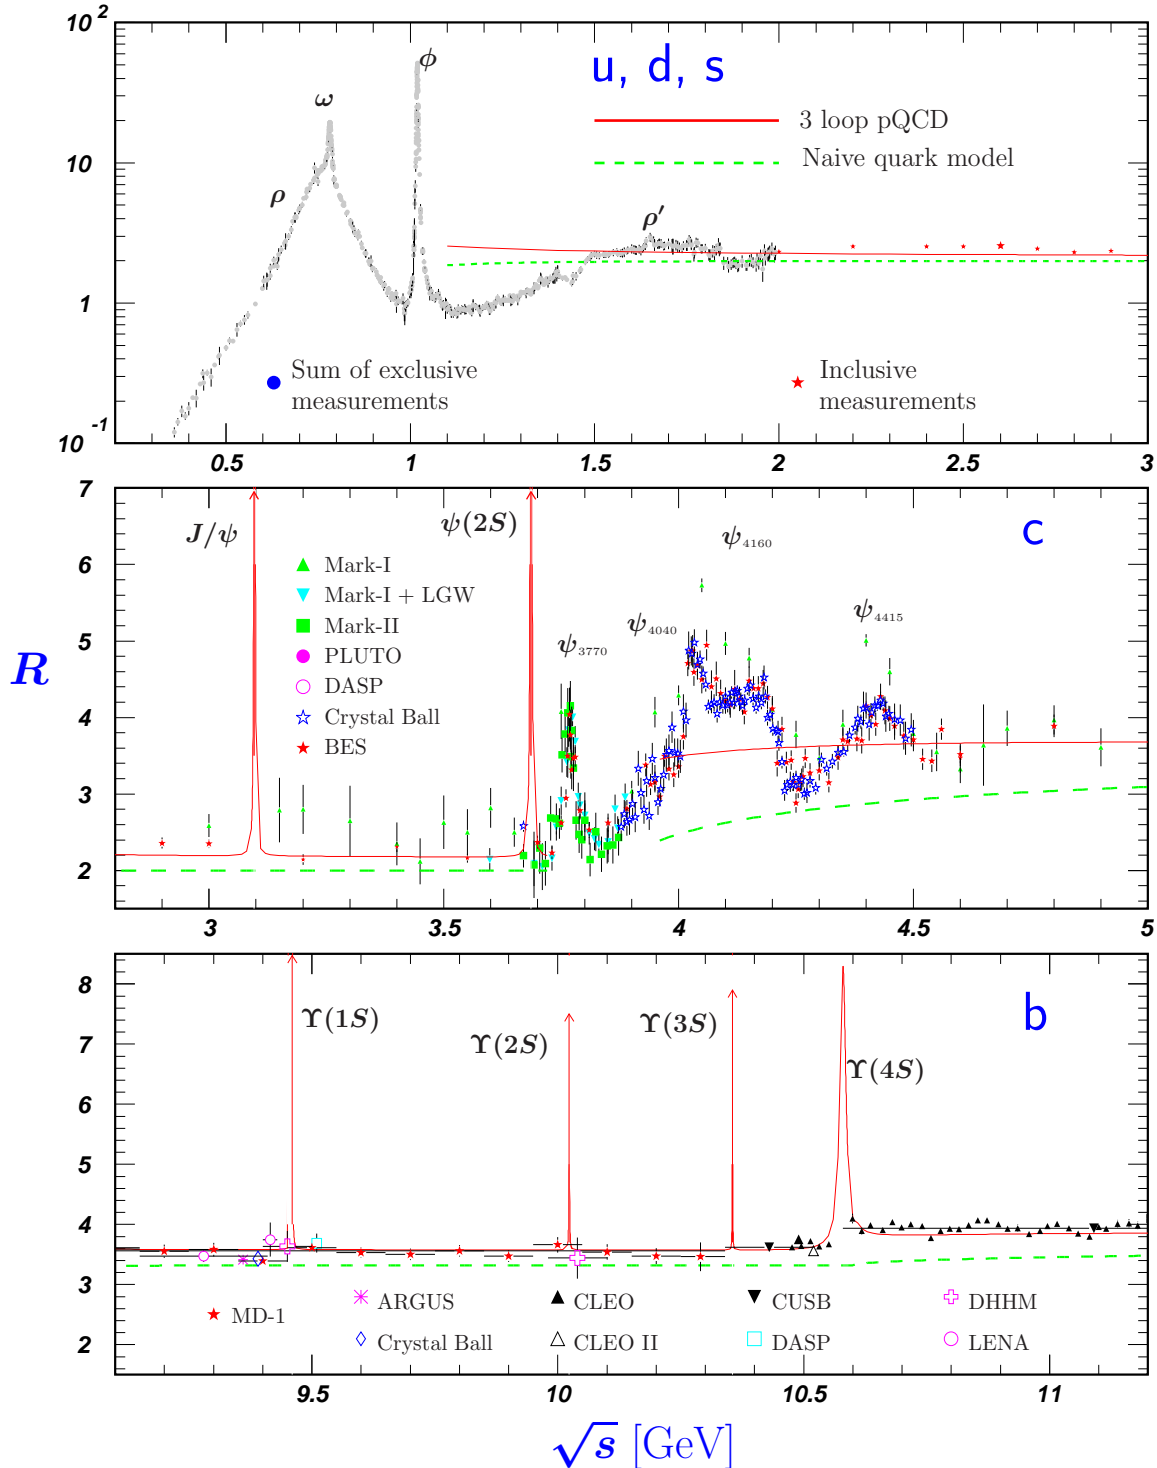 10 ²
10
1
10 ⁻¹
ρ
ω
ϕ
ρ′
u, d, s
3 loop pQCD
Naive quark model
Sum of exclusive
measurements
Inclusive
measurements
0.5 1 1.5 2 2.5 3
R
7
6
5
4
3
2
J/ψ
ψ(2S)
ψ₃₇₇₀
ψ₄₀₄₀
ψ₄₁₆₀
ψ₄₄₁₅
c
Mark-I
Mark-I + LGW
Mark-II
PLUTO
DASP
Crystal Ball
BES
3 3.5 4 4.5 5
8
7
6
5
4
3
2
Υ(1S)
Υ(2S)
Υ(3S)
Υ(4S)
b
MD-1
ARGUS
CLEO
CUSB
DHHM
Crystal Ball
CLEO II
DASP
LENA
9.5 10 10.5 11
√s [GeV]